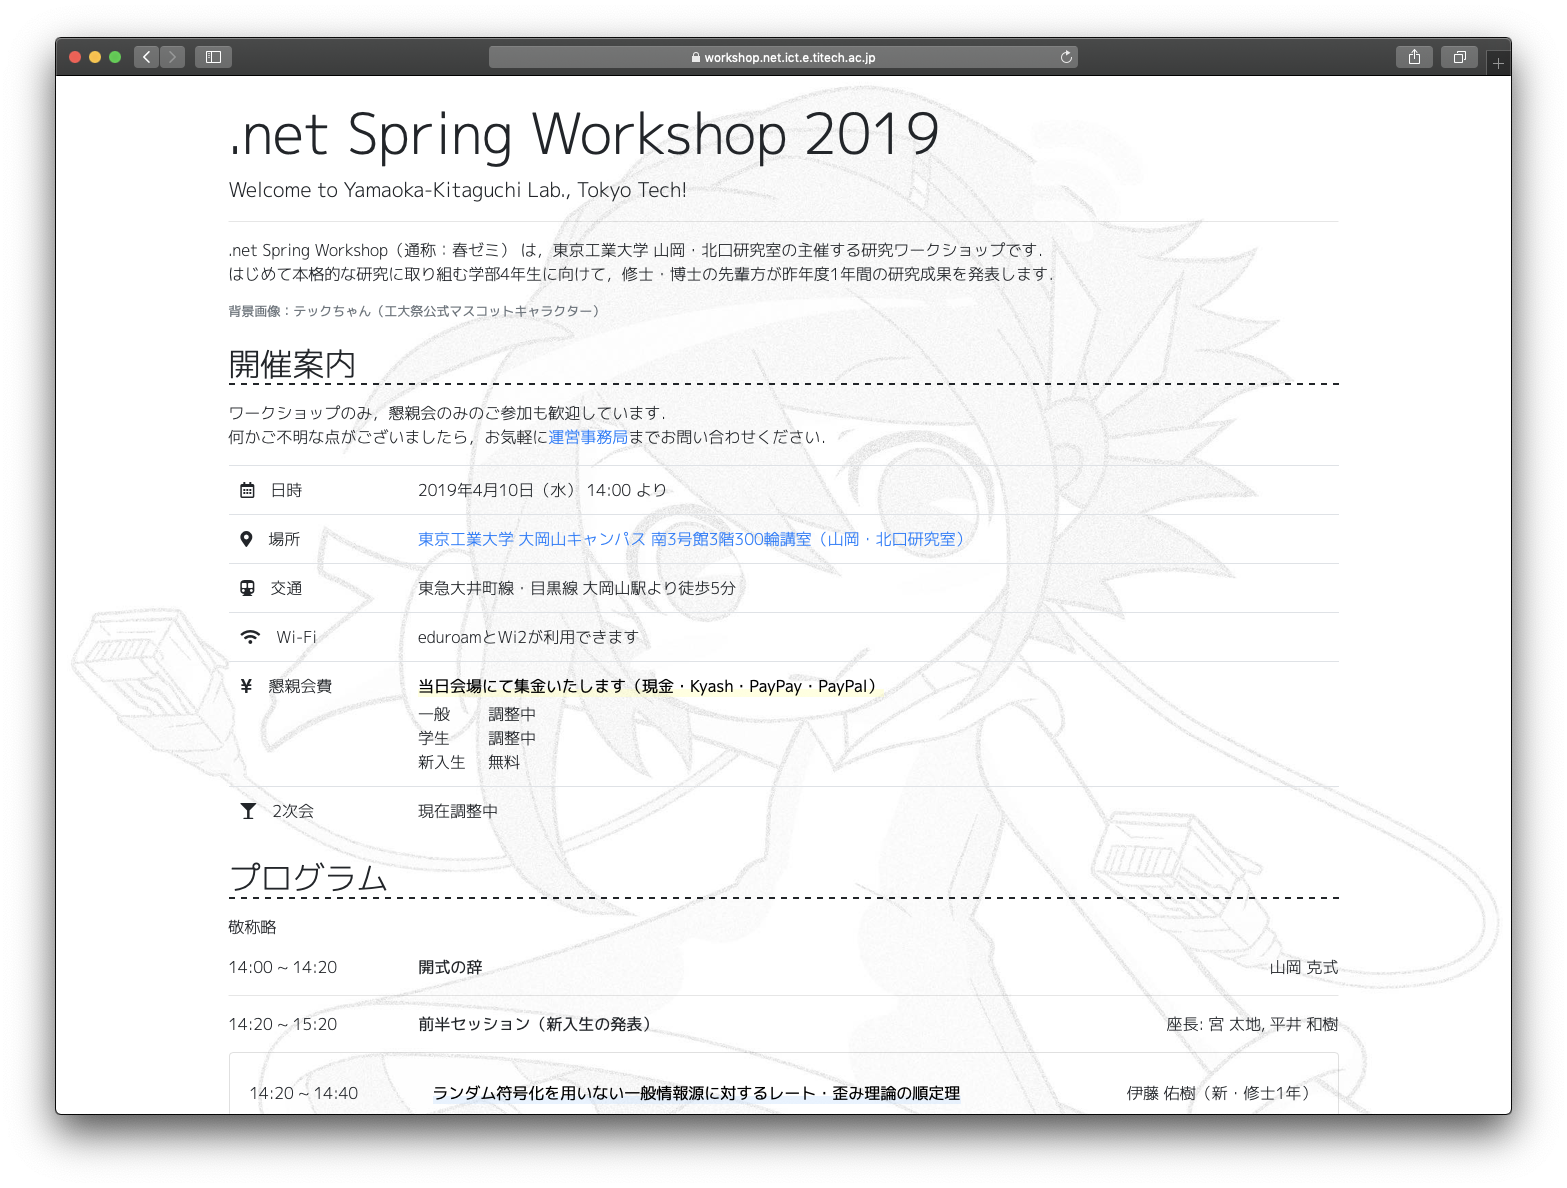 workshop.net.ict.e.titech.ac.jp
.net Spring Workshop 2019
Welcome to Yamaoka-Kitaguchi Lab., Tokyo Tech!
.net Spring Workshop（通称：春ゼミ） は，東京工業大学 山岡・北口研究室の主催する研究ワークショップです．
はじめて本格的な研究に取り組む学部4年生に向けて，修士・博士の先輩方が昨年度1年間の研究成果を発表します．
背景画像：テックちゃん（工大祭公式マスコットキャラクター）
開催案内
ワークショップのみ，懇親会のみのご参加も歓迎しています．
何かご不明な点がございましたら，お気軽に運営事務局までお問い合わせください．
日時 2019年4月10日（水） 14:00 より
場所 東京工業大学 大岡山キャンパス 南3号館3階300輪講室（山岡・北口研究室）
交通 東急大井町線・目黒線 大岡山駅より徒歩5分
Wi-Fi eduroamとWi2が利用できます
¥ 懇親会費 当日会場にて集金いたします（現金・Kyash・PayPay・PayPal）
一般 調整中
学生 調整中
新入生 無料
2次会 現在調整中
プログラム
敬称略
14:00 ~ 14:20 開式の辞 山岡 克式
14:20 ~ 15:20 前半セッション（新入生の発表） 座長: 宮 太地, 平井 和樹
14:20 ~ 14:40 ランダム符号化を用いない一般情報源に対するレート・歪み理論の順定理 伊藤 佑樹（新・修士1年）